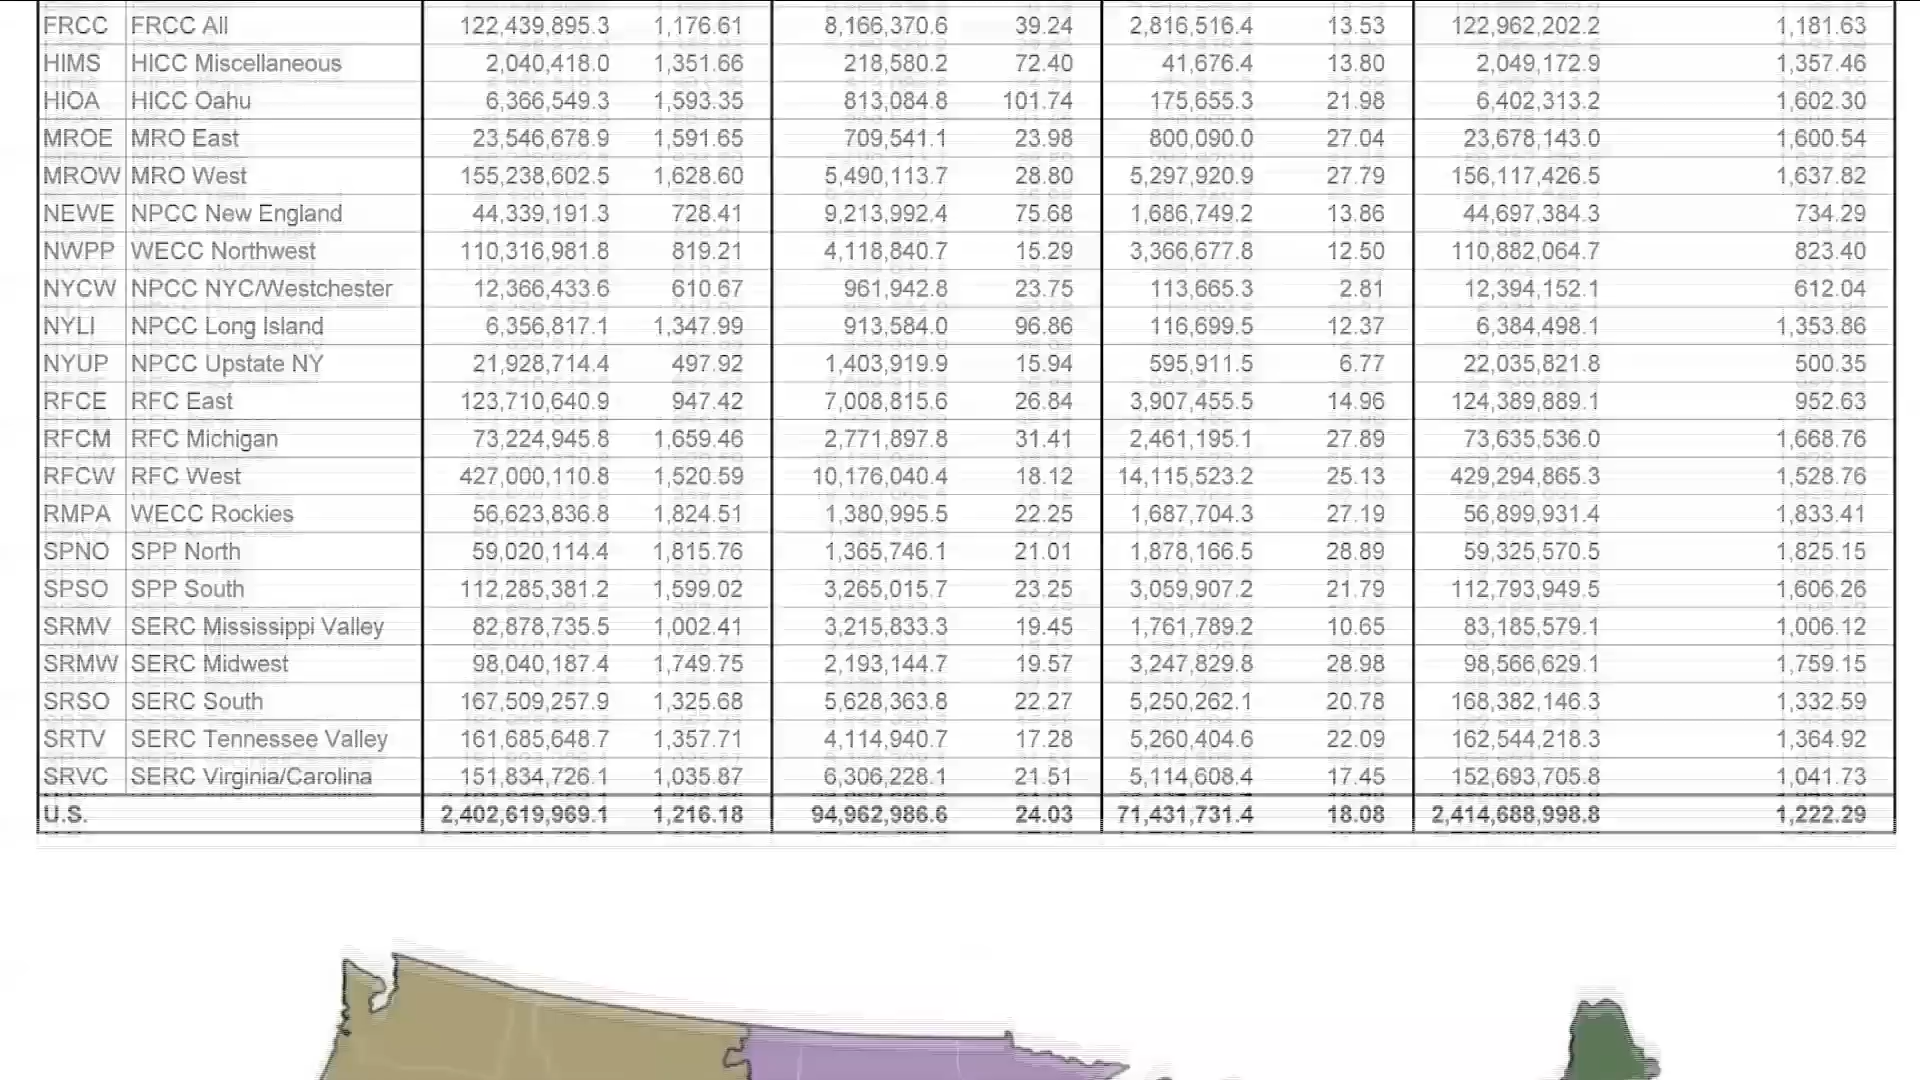 FRCC FRCC All 122,439,895.3 1,176.61 8,166,370.6 39.24 2,816,516.4 13.53 122,962,202.2 1,181.63
HIMS HICC Miscellaneous 2,040,418.0 1,351.66 218,580.2 72.40 41,676.4 13.80 2,049,172.9 1,357.46
HIOA HICC Oahu 6,366,549.3 1,593.35 813,084.8 101.74 175,655.3 21.98 6,402,313.2 1,602.30
MROE MRO East 23,546,678.9 1,591.65 709,541.1 23.98 800,090.0 27.04 23,678,143.0 1,600.54
MROW MRO West 155,238,602.5 1,628.60 5,490,113.7 28.80 5,297,920.9 27.79 156,117,426.5 1,637.82
NEWE NPCC New England 44,339,191.3 728.41 9,213,992.4 75.68 1,686,749.2 13.86 44,697,384.3 734.29
NWPP WECC Northwest 110,316,981.8 819.21 4,118,840.7 15.29 3,366,677.8 12.50 110,882,064.7 823.40
NYCW NPCC NYC/Westchester 12,366,433.6 610.67 961,942.8 23.75 113,665.3 2.81 12,394,152.1 612.04
NYLI NPCC Long Island 6,356,817.1 1,347.99 913,584.0 96.86 116,699.5 12.37 6,384,498.1 1,353.86
NYUP NPCC Upstate NY 21,928,714.4 497.92 1,403,919.9 15.94 595,911.5 6.77 22,035,821.8 500.35
RFCE RFC East 123,710,640.9 947.42 7,008,815.6 26.84 3,907,455.5 14.96 124,389,889.1 952.63
RFCM RFC Michigan 73,224,945.8 1,659.46 2,771,897.8 31.41 2,461,195.1 27.89 73,635,536.0 1,668.76
RFCW RFC West 427,000,110.8 1,520.59 10,176,040.4 18.12 14,115,523.2 25.13 429,294,865.3 1,528.76
RMPA WECC Rockies 56,623,836.8 1,824.51 1,380,995.5 22.25 1,687,704.3 27.19 56,899,931.4 1,833.41
SPNO SPP North 59,020,114.4 1,815.76 1,365,746.1 21.01 1,878,166.5 28.89 59,325,570.5 1,825.15
SPSO SPP South 112,285,381.2 1,599.02 3,265,015.7 23.25 3,059,907.2 21.79 112,793,949.5 1,606.26
SRMV SERC Mississippi Valley 82,878,735.5 1,002.41 3,215,833.3 19.45 1,761,789.2 10.65 83,185,579.1 1,006.12
SRMW SERC Midwest 98,040,187.4 1,749.75 2,193,144.7 19.57 3,247,829.8 28.98 98,566,629.1 1,759.15
SRSO SERC South 167,509,257.9 1,325.68 5,628,363.8 22.27 5,250,262.1 20.78 168,382,146.3 1,332.59
SRTV SERC Tennessee Valley 161,685,648.7 1,357.71 4,114,940.7 17.28 5,260,404.6 22.09 162,544,218.3 1,364.92
SRVC SERC Virginia/Carolina 151,834,726.1 1,035.87 6,306,228.1 21.51 5,114,608.4 17.45 152,693,705.8 1,041.73
U.S. 2,402,619,969.1 1,216.18 94,962,986.6 24.03 71,431,731.4 18.08 2,414,688,998.8 1,222.29